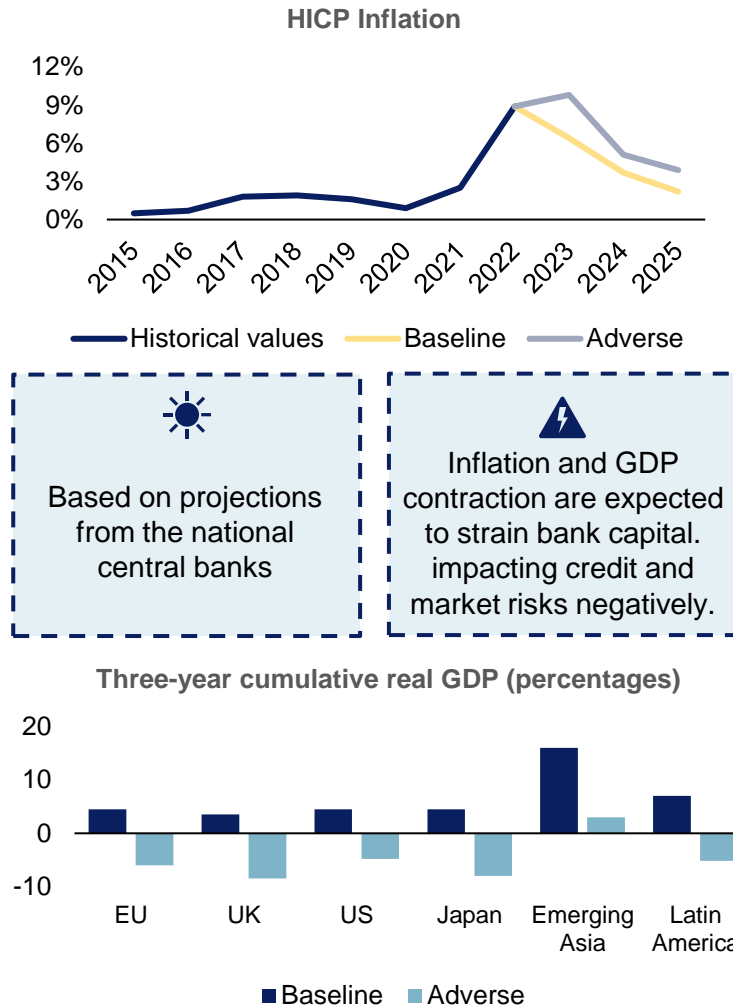 HICP Inflation
12%
9%
6%
3%
0%
2015
2016
2017
2018
2019
2020
2021
2022
2023
2024
2025
Historical values
Baseline
Adverse
Based on projections
from the national
central banks
Inflation and GDP
contraction are expected
to strain bank capital.
impacting credit and
market risks negatively.
Three-year cumulative real GDP (percentages)
20
10
0
-10
EU
UK
US
Japan
Emerging
Asia
Latin
America
Baseline
Adverse